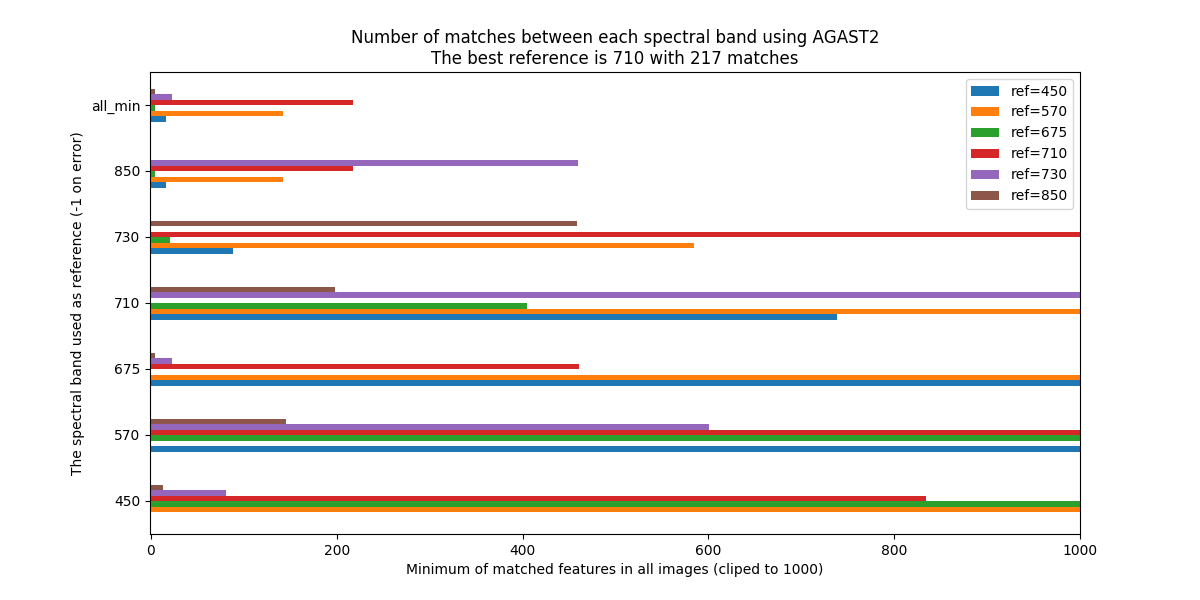 Number of matches between each spectral band using AGAST2
The best reference is 710 with 217 matches
ref=450
ref=570
ref=675
ref=710
ref=730
ref=850
The spectral band used as reference (-1 on error)
all_min
850
730
710
675
570
450
0 200 400 600 800 1000
Minimum of matched features in all images (cliped to 1000)